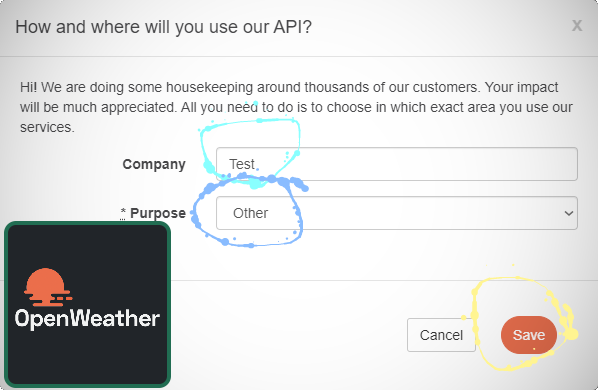 How and where will you use our API?
x
Hi! We are doing some housekeeping around thousands of our customers. Your impact
will be much appreciated. All you need to do is to choose in which exact area you use our
services.
Company Test
* Purpose Other
OpenWeather
Cancel Save